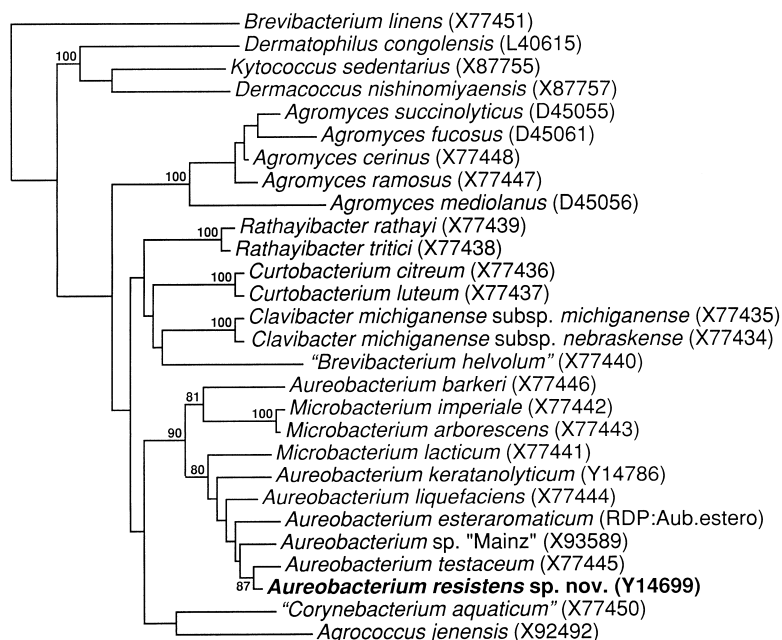 Brevibacterium linens (X77451)
100 Dermatophilus congolensis (L40615)
Kytococcus sedentarius (X87755)
Dermacoccus nishinomiyaensis (X87757)
Agromyces succinolyticus (D45055)
Agromyces fucosus (D45061)
Agromyces cerinus (X77448)
100 Agromyces ramosus (X77447)
Agromyces mediolanus (D45056)
100 Rathayibacter rathayi (X77439)
Rathayibacter tritici (X77438)
100 Curtobacterium citreum (X77436)
Curtobacterium luteum (X77437)
100 Clavibacter michiganense subsp. michiganense (X77435)
Clavibacter michiganense subsp. nebraskense (X77434)
“Brevibacterium helvolum” (X77440)
81 Aureobacterium barkeri (X77446)
100 Microbacterium imperiale (X77442)
90 Microbacterium arborescens (X77443)
Microbacterium lacticum (X77441)
80 Aureobacterium keratanolyticum (Y14786)
Aureobacterium liquefaciens (X77444)
Aureobacterium esteraromaticum (RDP:Aub.estero)
Aureobacterium sp. "Mainz" (X93589)
Aureobacterium testaceum (X77445)
87 Aureobacterium resistens sp. nov. (Y14699)
“Corynebacterium aquaticum” (X77450)
Agrococcus jenensis (X92492)